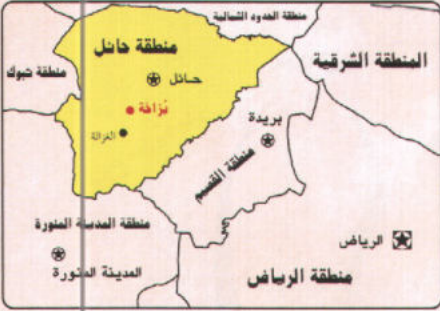 منطقة الحدود الشمالية
منطقة حائل
المنطقة الشرقية
منطقة تبوك
حائل
بُزاخة
بريدة
الغزالة
منطقة القصيم
منطقة المدينة المنورة
الرياض
المدينة المنورة
منطقة الرياض